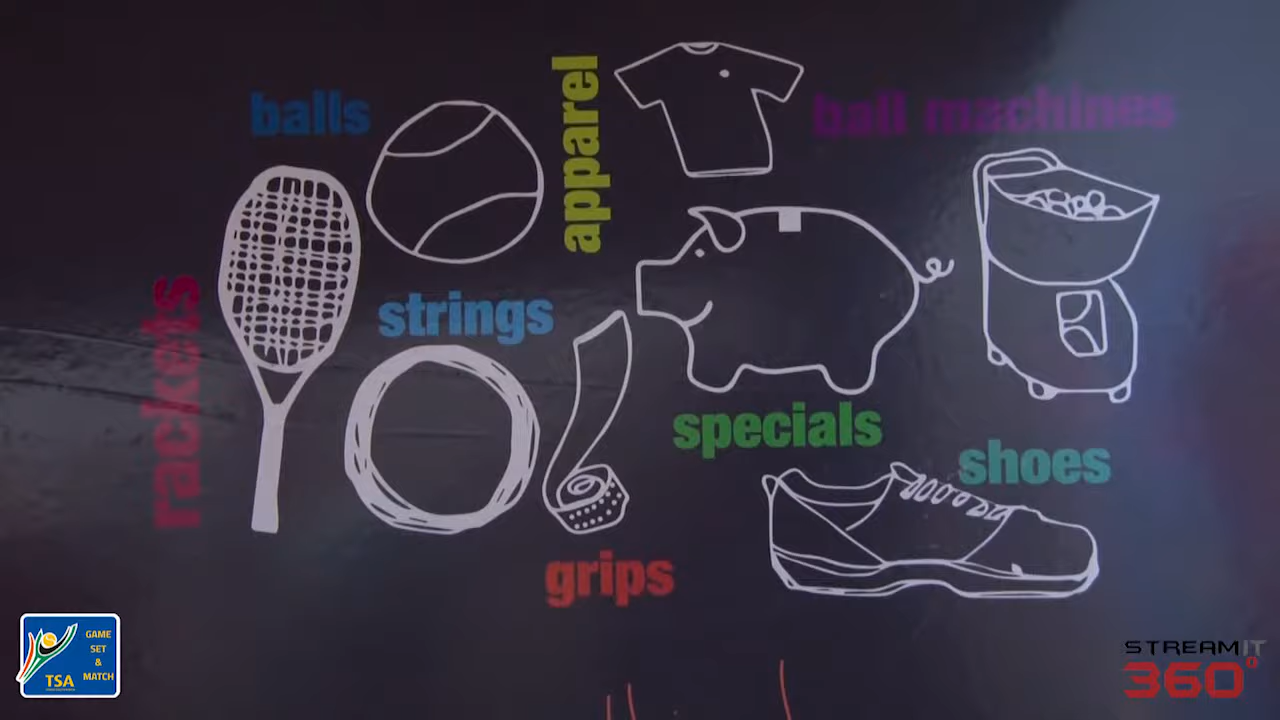 balls
apparel
ball machines
rackets
strings
specials
shoes
grips
GAME
SET
&
MATCH
TSA
STREAMIT
360°